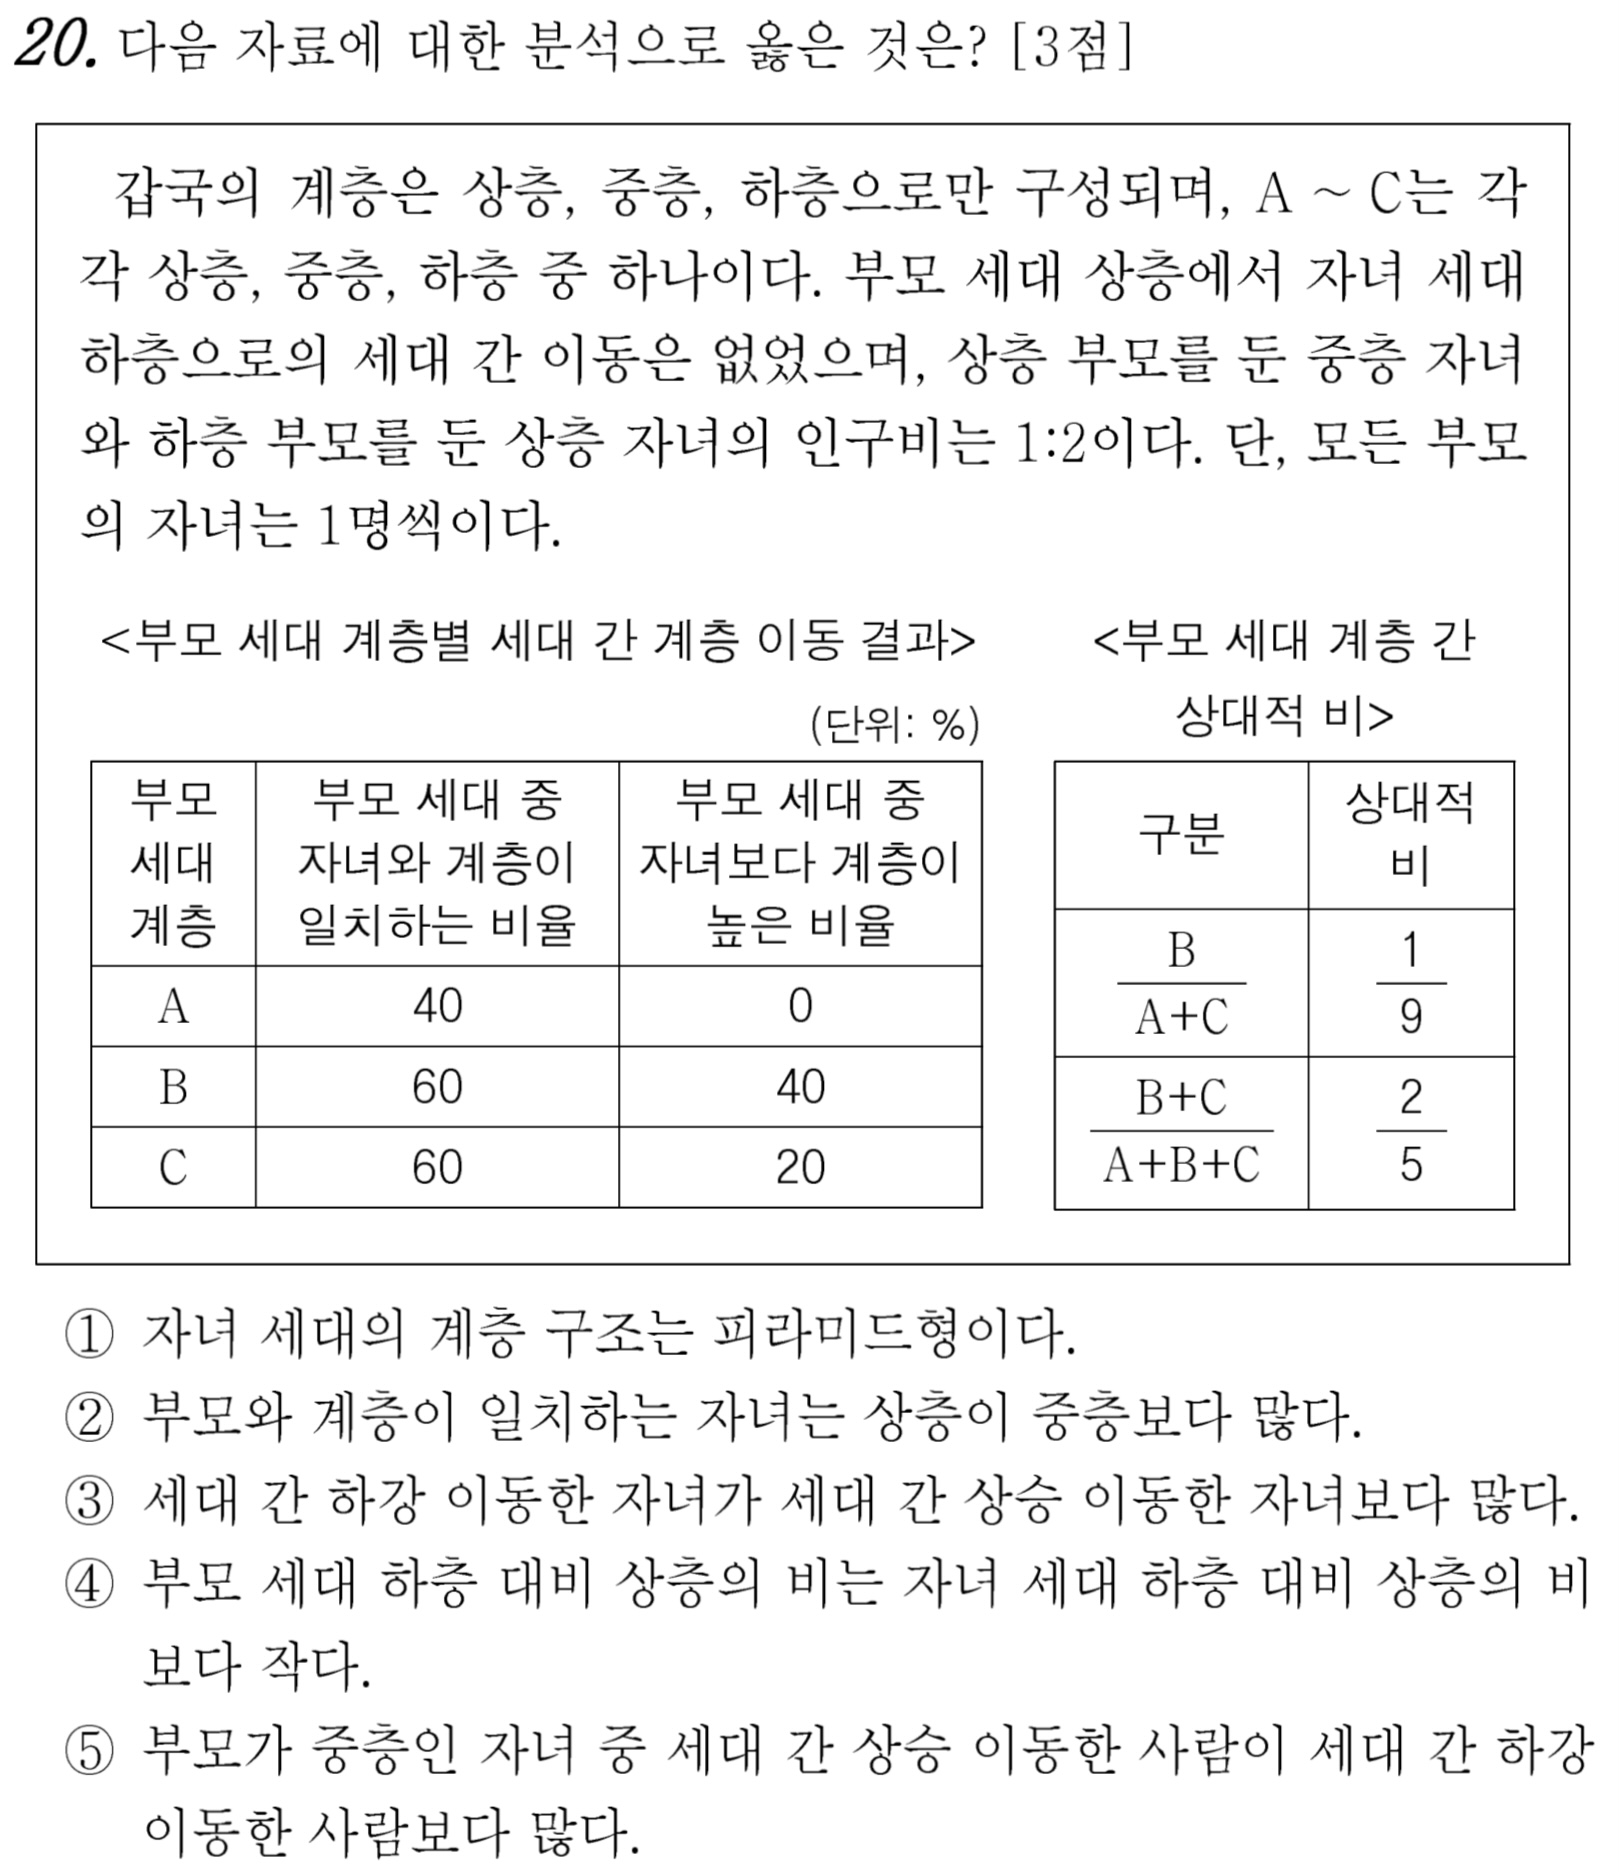 20. 다음 자료에 대한 분석으로 옳은 것은? [3점]
갑국의 계층은 상층, 중층, 하층으로만 구성되며, A ~ C는 각
각 상층, 중층, 하층 중 하나이다. 부모 세대 상층에서 자녀 세대
하층으로의 세대 간 이동은 없었으며, 상층 부모를 둔 중층 자녀
와 하층 부모를 둔 상층 자녀의 인구비는 1:2이다. 단, 모든 부모
의 자녀는 1명씩이다.
<부모 세대 계층별 세대 간 계층 이동 결과>
(단위: %)
부모 세대 계층 | 부모 세대 중 자녀와 계층이 일치하는 비율 | 부모 세대 중 자녀보다 계층이 높은 비율
A | 40 | 0
B | 60 | 40
C | 60 | 20
<부모 세대 계층 간
상대적 비>
구분 | 상대적 비
B/A+C | 1/9
B+C/A+B+C | 2/5
① 자녀 세대의 계층 구조는 피라미드형이다.
② 부모와 계층이 일치하는 자녀는 상층이 중층보다 많다.
③ 세대 간 하강 이동한 자녀가 세대 간 상승 이동한 자녀보다 많다.
④ 부모 세대 하층 대비 상층의 비는 자녀 세대 하층 대비 상층의 비
보다 작다.
⑤ 부모가 중층인 자녀 중 세대 간 상승 이동한 사람이 세대 간 하강
이동한 사람보다 많다.